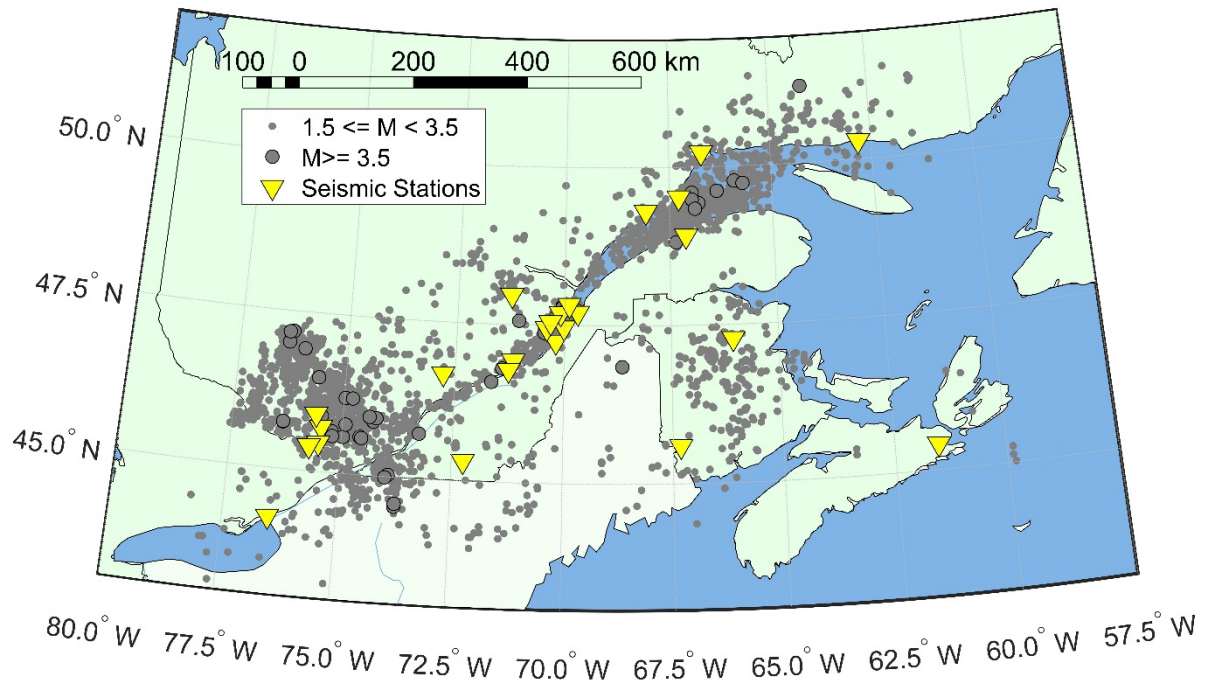 100 0 200 400 600 km
1.5 <= M < 3.5
M>= 3.5
Seismic Stations
50.0° N
47.5° N
45.0° N
80.0° W 77.5° W 75.0° W 72.5° W 70.0° W 67.5° W 65.0° W 62.5° W 60.0° W 57.5° W